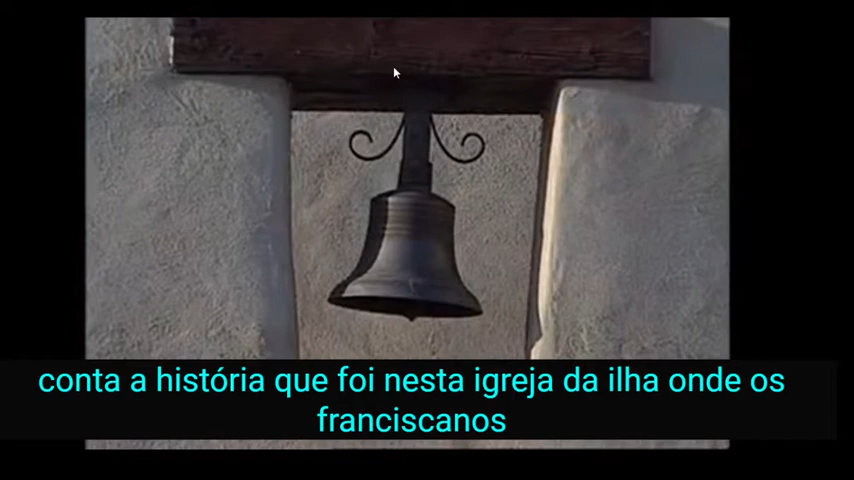 conta a história que foi nesta igreja da ilha onde os
franciscanos